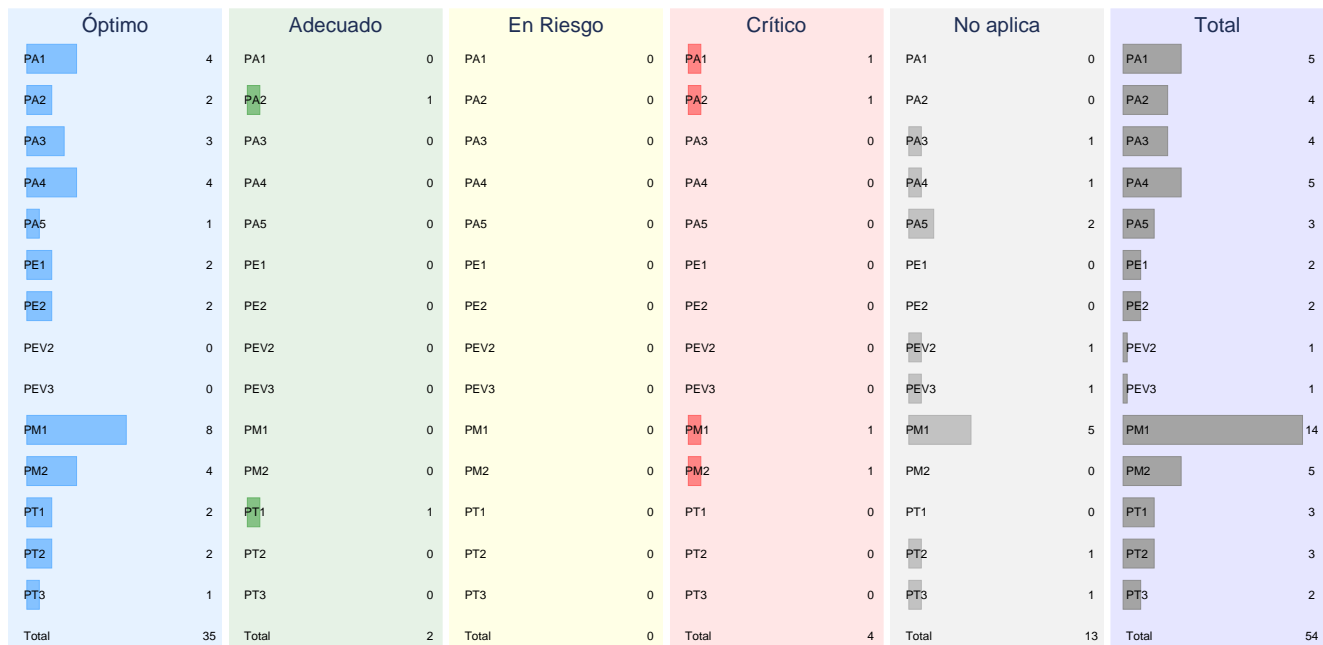 Óptimo Adecuado En Riesgo Crítico No aplica Total
PA1 4 PA1 0 PA1 0 PA1 1 PA1 0 PA1 5
PA2 2 PA2 1 PA2 0 PA2 1 PA2 0 PA2 4
PA3 3 PA3 0 PA3 0 PA3 0 PA3 1 PA3 4
PA4 4 PA4 0 PA4 0 PA4 0 PA4 1 PA4 5
PA5 1 PA5 0 PA5 0 PA5 0 PA5 2 PA5 3
PE1 2 PE1 0 PE1 0 PE1 0 PE1 0 PE1 2
PE2 2 PE2 0 PE2 0 PE2 0 PE2 0 PE2 2
PEV2 0 PEV2 0 PEV2 0 PEV2 0 PEV2 1 PEV2 1
PEV3 0 PEV3 0 PEV3 0 PEV3 0 PEV3 1 PEV3 1
PM1 8 PM1 0 PM1 0 PM1 1 PM1 5 PM1 14
PM2 4 PM2 0 PM2 0 PM2 1 PM2 0 PM2 5
PT1 2 PT1 1 PT1 0 PT1 0 PT1 0 PT1 3
PT2 2 PT2 0 PT2 0 PT2 0 PT2 1 PT2 3
PT3 1 PT3 0 PT3 0 PT3 0 PT3 1 PT3 2
Total 35 Total 2 Total 0 Total 4 Total 13 Total 54